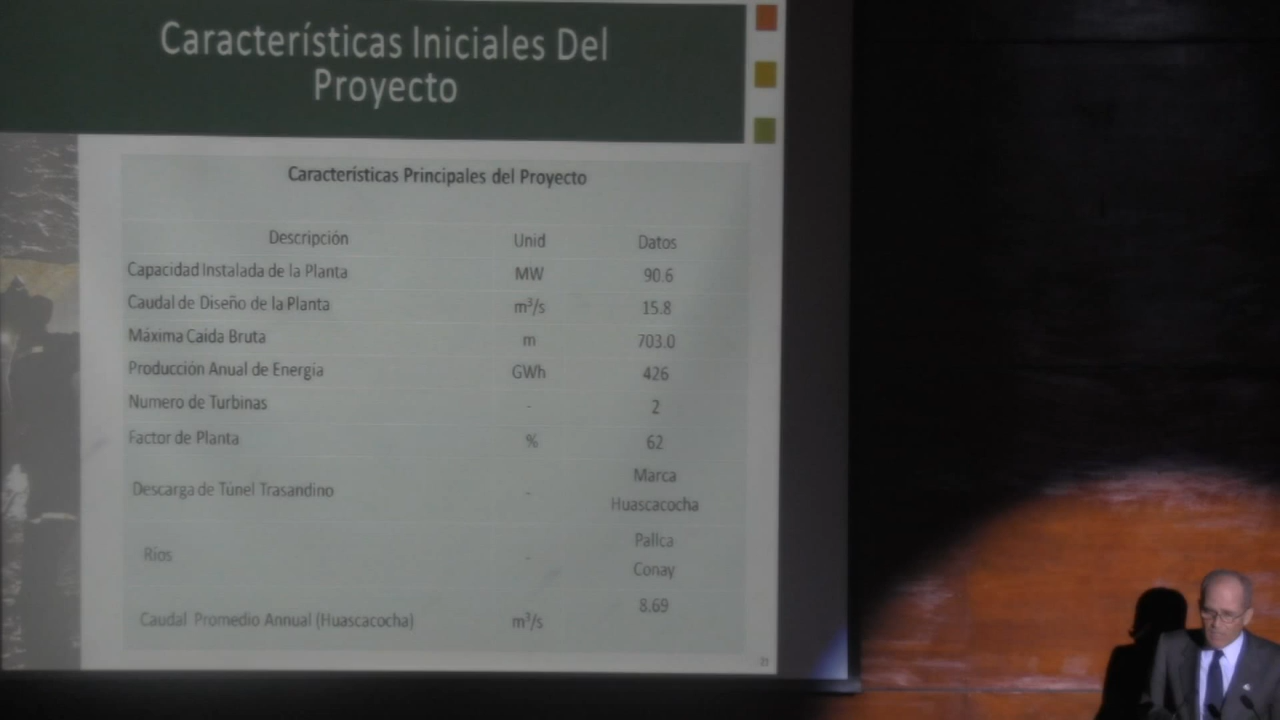 Características Iniciales Del
Proyecto
Características Principales del Proyecto
Descripción Unid Datos
Capacidad Instalada de la Planta MW 90.6
Caudal de Diseño de la Planta m³/s 15.8
Máxima Caida Bruta m 703.0
Producción Anual de Energia GWh 426
Numero de Turbinas - 2
Factor de Planta % 62
Descarga de Túnel Trasandino - Marca
Huascacocha
Ríos - Pallca
Conay
Caudal Promedio Annual (Huascacocha) m³/s 8.69
21